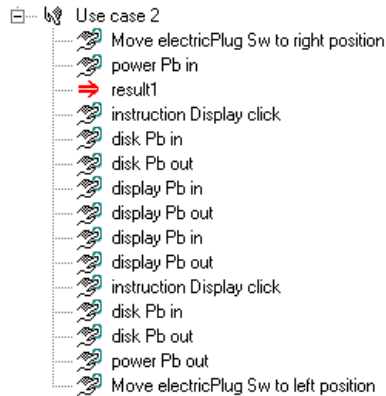 Use case 2
Move electricPlug Sw to right position
power Pb in
result1
instruction Display click
disk Pb in
disk Pb out
display Pb in
display Pb out
display Pb in
display Pb out
instruction Display click
disk Pb in
disk Pb out
power Pb out
Move electricPlug Sw to left position